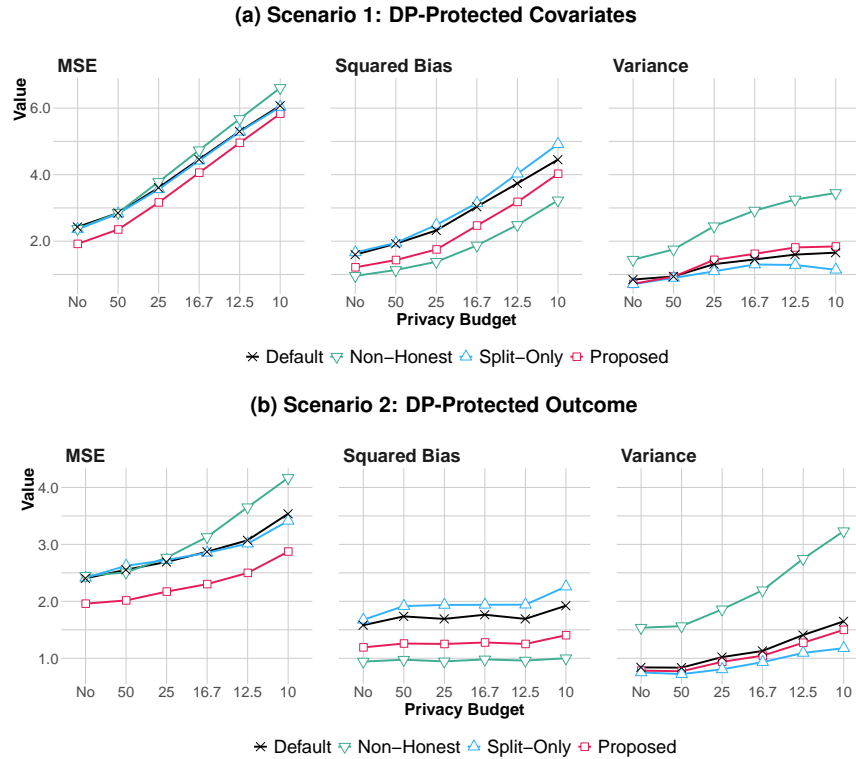 (a) Scenario 1: DP-Protected Covariates
MSE Squared Bias Variance
Value
6.0
4.0
2.0
No 50 25 16.7 12.5 10 No 50 25 16.7 12.5 10 No 50 25 16.7 12.5 10
Privacy Budget
Default Non-Honest Split-Only Proposed
(b) Scenario 2: DP-Protected Outcome
MSE Squared Bias Variance
Value
4.0
3.0
2.0
1.0
No 50 25 16.7 12.5 10 No 50 25 16.7 12.5 10 No 50 25 16.7 12.5 10
Privacy Budget
Default Non-Honest Split-Only Proposed